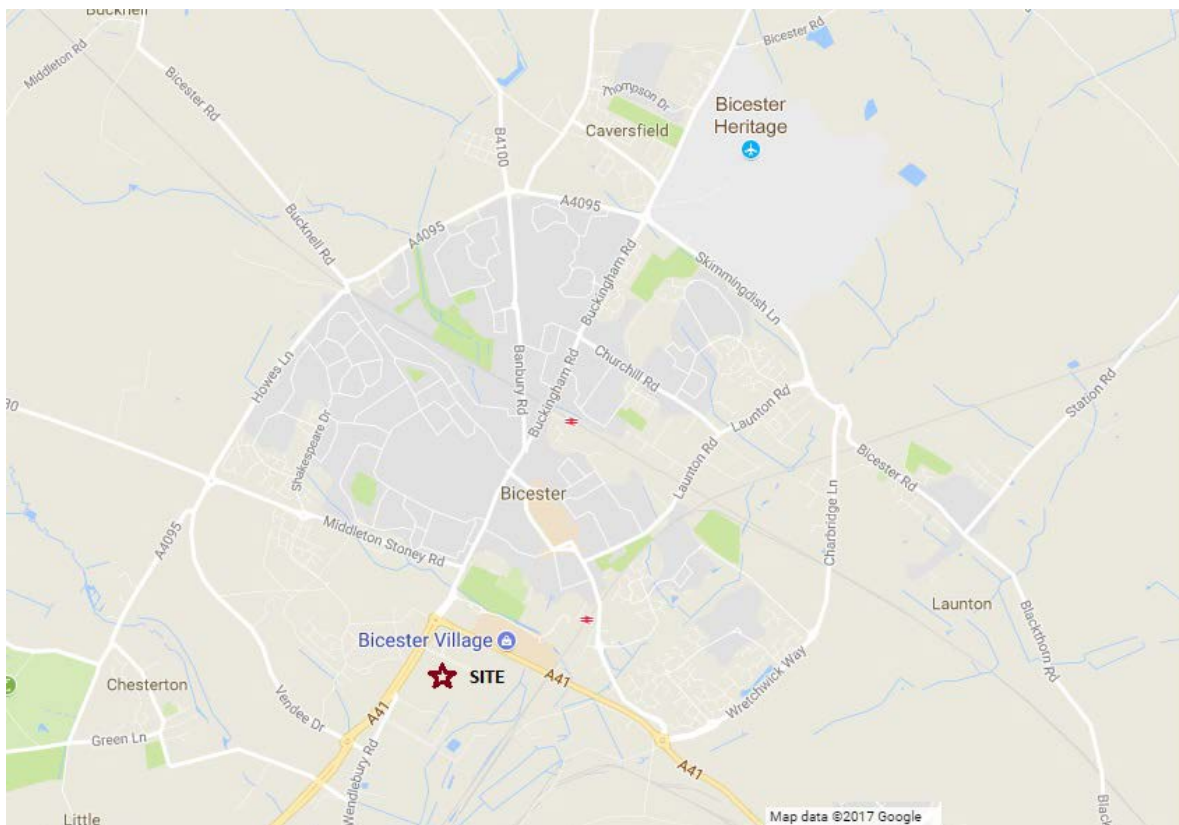 Bucknell
Middleton Rd
Bicester Rd
Bicester Rd
Thompson Dr
Caversfield
Bicester
Heritage
B4100
A4095
A4095
Bucknell Rd
Buckingham Rd
Skimmingdish Ln
Howes Ln
Banbury Rd
Buckingham Rd
Churchill Rd
Launton Rd
Station Rd
30
Shakespeare Dr
Launton Rd
Bicester Rd
Bicester
Charbridge Ln
Middleton Stoney Rd
A4095
Launton
Blackthorn Rd
Bicester Village
SITE
Chesterton
A41
A41
Wretchwick Way
Vendee Dr
Green Ln
Wendlebury Rd
A41
Little
Black
Map data ©2017 Google